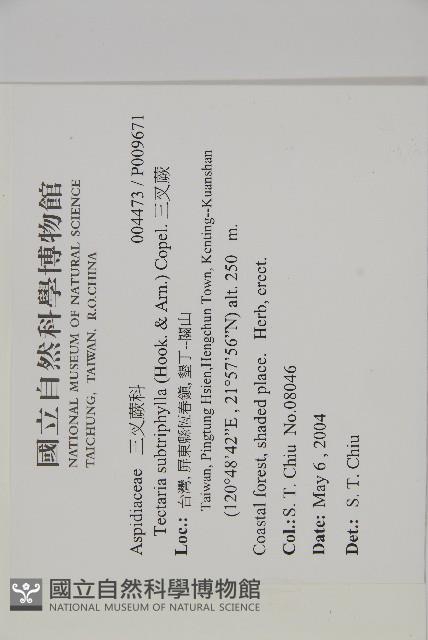 國立自然科學博物館
NATIONAL MUSEUM OF NATURAL SCIENCE
TAICHUNG, TAIWAN, R.O.CHINA
Aspidiaceae 三叉蕨科 004473 / P009671
Tectaria subtriphylla (Hook. & Arn.) Copel. 三叉蕨
Loc.: 台灣, 屏東縣恆春鎮, 墾丁--關山
Taiwan, Pingtung Hsien, Hengchun Town, Kenting--Kuanshan
(120°48'42"E , 21°57'56"N) alt. 250 m.
Coastal forest, shaded place. Herb, erect.
Col.: S. T. Chiu No.08046
Date: May 6 , 2004
Det.: S. T. Chiu
國立自然科學博物館
NATIONAL MUSEUM OF NATURAL SCIENCE